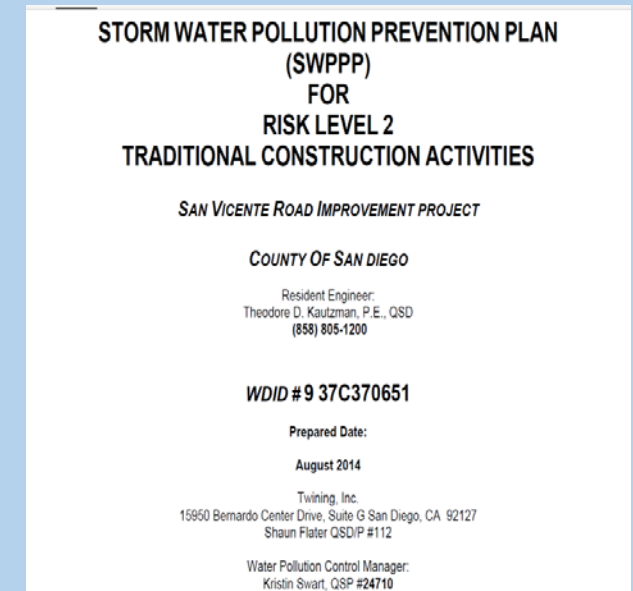 STORM WATER POLLUTION PREVENTION PLAN
(SWPPP)
FOR
RISK LEVEL 2
TRADITIONAL CONSTRUCTION ACTIVITIES
SAN VICENTE ROAD IMPROVEMENT PROJECT
COUNTY OF SAN DIEGO
Resident Engineer:
Theodore D. Kautzman, P.E., QSD
(858) 805-1200
WDID # 9 37C370651
Prepared Date:
August 2014
Twining, Inc.
15950 Bernardo Center Drive, Suite G San Diego, CA 92127
Shaun Flater QSD/P #112
Water Pollution Control Manager:
Kristin Swart, QSP #24710